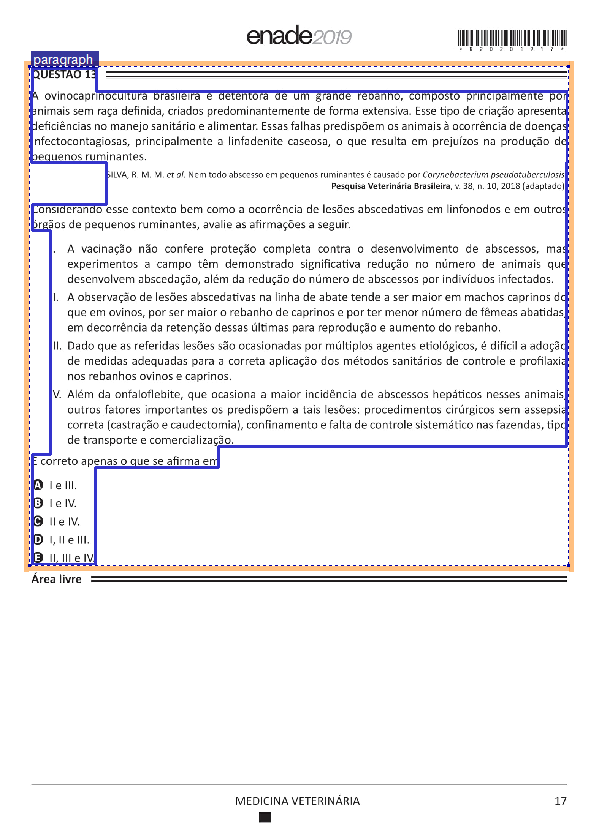 enade2019
*R2020191717*
paragraph
QUESTÃO 13
A ovinocaprinocultura brasileira é detentora de um grande rebanho, composto principalmente por
animais sem raça definida, criados predominantemente de forma extensiva. Esse tipo de criação apresenta
deficiências no manejo sanitário e alimentar. Essas falhas predispõem os animais à ocorrência de doenças
infectocontagiosas, principalmente a linfadenite caseosa, o que resulta em prejuízos na produção de
pequenos ruminantes.
SILVA, R. M. M. et al. Nem todo abscesso em pequenos ruminantes é causado por Corynebacterium pseudotuberculosis.
Pesquisa Veterinária Brasileira, v. 38, n. 10, 2018 (adaptado).
Considerando esse contexto bem como a ocorrência de lesões abscedativas em linfonodos e em outros
órgãos de pequenos ruminantes, avalie as afirmações a seguir.
I. A vacinação não confere proteção completa contra o desenvolvimento de abscessos, mas
experimentos a campo têm demonstrado significativa redução no número de animais que
desenvolvem abscedação, além da redução do número de abscessos por indivíduos infectados.
II. A observação de lesões abscedativas na linha de abate tende a ser maior em machos caprinos do
que em ovinos, por ser maior o rebanho de caprinos e por ter menor número de fêmeas abatidas,
em decorrência da retenção dessas últimas para reprodução e aumento do rebanho.
III. Dado que as referidas lesões são ocasionadas por múltiplos agentes etiológicos, é difícil a adoção
de medidas adequadas para a correta aplicação dos métodos sanitários de controle e profilaxia
nos rebanhos ovinos e caprinos.
IV. Além da onfaloflebite, que ocasiona a maior incidência de abscessos hepáticos nesses animais,
outros fatores importantes os predispõem a tais lesões: procedimentos cirúrgicos sem assepsia
correta (castração e caudectomia), confinamento e falta de controle sistemático nas fazendas, tipo
de transporte e comercialização.
É correto apenas o que se afirma em
A I e III.
B I e IV.
C II e IV.
D I, II e III.
E II, III e IV.
Área livre
MEDICINA VETERINÁRIA
17